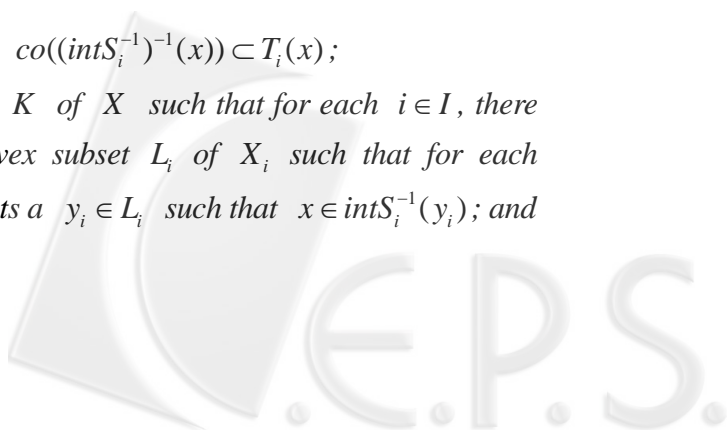 co((intS_i^{-1})^{-1}(x)) ⊂ T_i(x) ;
K of X such that for each i ∈ I , there
vex subset L_i of X_i such that for each
ts a y_i ∈ L_i such that x ∈ intS_i^{-1}(y_i) ; and
C.E.P.S.